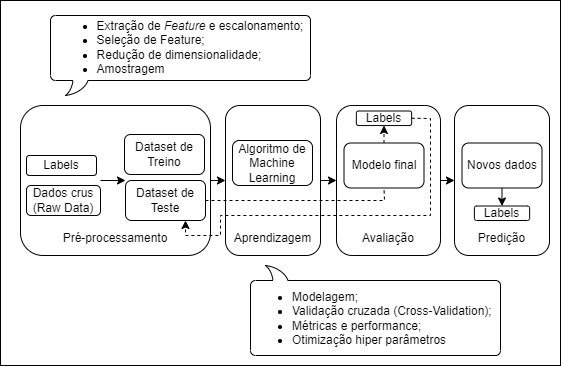 • Extração de Feature e escalonamento;
• Seleção de Feature;
• Redução de dimensionalidade;
• Amostragem
Labels
Dados crus
(Raw Data)
Dataset de
Treino
Dataset de
Teste
Pré-processamento
Algoritmo de
Machine
Learning
Aprendizagem
Labels
Modelo final
Avaliação
Novos dados
Labels
Predição
• Modelagem;
• Validação cruzada (Cross-Validation);
• Métricas e performance;
• Otimização hiper parâmetros